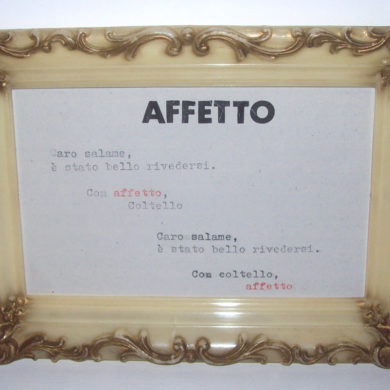 AFFETTO
Caro salame,
è stato bello rivedersi.
Con affetto,
Coltello
Caro salame,
è stato bello rivedersi.
Con coltello,
affetto